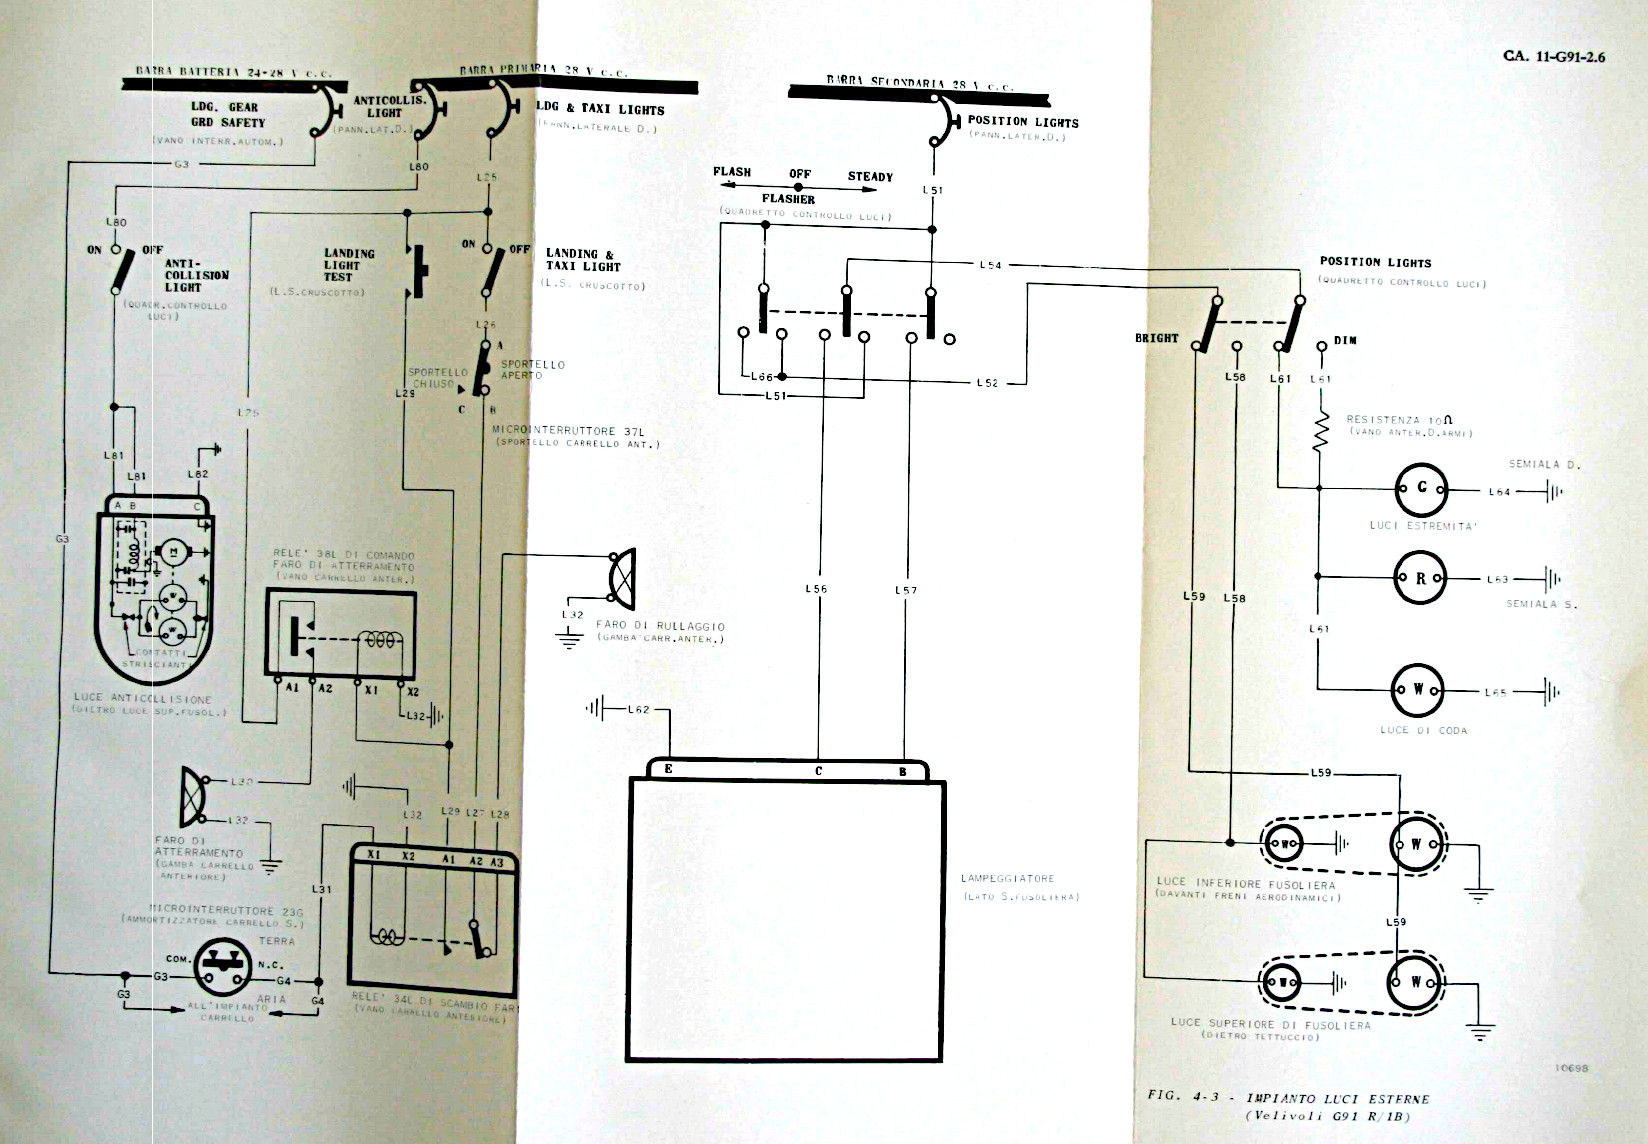 CA. 11-G91-2.6
BARRA BATTERIA 24-28 V c.c.
BARRA PRIMARIA 28 V c.c.
BARRA SECONDARIA 28 V c.c.
LDG. GEAR
GRD SAFETY
(VANO INTERR.AUTOM.)
ANTICOLLIS.
LIGHT
(PANN.LAT.D.)
LDG & TAXI LIGHTS
(PANN.LATERALE D.)
POSITION LIGHTS
(PANN.LATER.D.)
G3
L80
L25
L51
FLASH
OFF
STEADY
FLASHER
(QUADRETTO CONTROLLO LUCI)
L80
ON
OFF
ANTI-
COLLISION
LIGHT
(QUADR.CONTROLLO
LUCI)
LANDING
LIGHT
TEST
(L.S.CRUSCOTTO)
ON
OFF
LANDING &
TAXI LIGHT
(L.S. CRUSCOTTO)
L54
POSITION LIGHTS
(QUADRETTO CONTROLLO LUCI)
L26
A
SPORTELLO
APERTO
SPORTELLO
CHIUSO
C
B
L29
L25
MICROINTERRUTTORE 37L
(SPORTELLO CARRELLO ANT.)
L66
L51
L52
BRIGHT
DIM
L58
L61
L61
RESISTENZA 10Ω
(VANO ANTER.D.ARMI)
SEMIALA D.
G
L64
LUCI ESTREMITA'
R
L63
SEMIALA S.
L61
W
L65
LUCE DI CODA
L81
L81
L82
A
B
C
M
W
W
CONTATTI
STRISCIANTI
LUCE ANTICOLLISIONE
(DIETRO LUCE SUP.FUSOL.)
G3
RELE' 38L DI COMANDO
FARO DI ATTERRAMENTO
(VANO CARRELLO ANTER.)
A1
A2
X1
X2
L32
L32
FARO DI RULLAGGIO
(GAMBA CARR.ANTER.)
L56
L57
L59
L58
L62
E
C
B
LAMPEGGIATORE
(LATO S.FUSOLIERA)
L30
L32
FARO DI
ATTERRAMENTO
(GAMBA CARRELLO
ANTERIORE)
L32
L29
L27
L28
X1
X2
A1
A2
A3
L31
RELE' 34L DI SCAMBIO FARI
(VANO CARRELLO ANTERIORE)
MICROINTERRUTTORE 23G
(AMMORTIZZATORE CARRELLO S.)
TERRA
COM.
N.C.
G3
G4
ARIA
G3
G4
ALL'IMPIANTO
CARRELLO
L59
W
W
LUCE INFERIORE FUSOLIERA
(DAVANTI FRENI AERODINAMICI)
L59
W
W
LUCE SUPERIORE DI FUSOLIERA
(DIETRO TETTUCCIO)
10698
FIG. 4-3 - IMPIANTO LUCI ESTERNE
(Velivoli G91 R/1B)